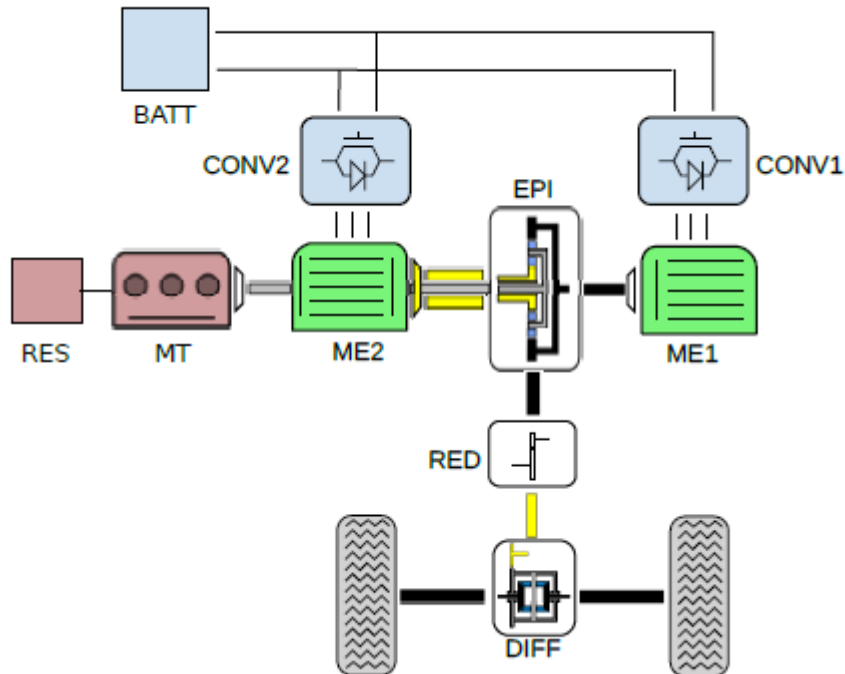 BATT
CONV2
CONV1
EPI
RES
MT
ME2
ME1
RED
DIFF